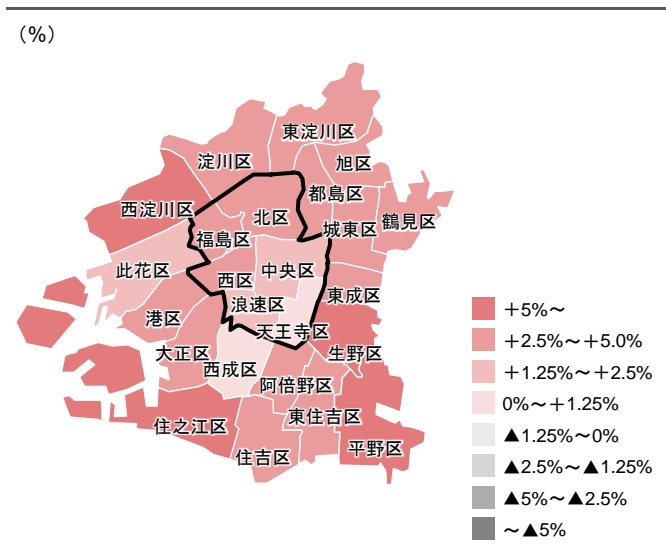 （%）
東淀川区
淀川区
旭区
西淀川区
都島区
北区
鶴見区
城東区
福島区
此花区
中央区
西区
東成区
浪速区
港区
天王寺区
大正区
生野区
西成区
阿倍野区
東住吉区
住之江区
平野区
住吉区
＋5%～
＋2.5%～＋5.0%
＋1.25%～＋2.5%
0%～＋1.25%
▲1.25%～0%
▲2.5%～▲1.25%
▲5%～▲2.5%
～▲5%